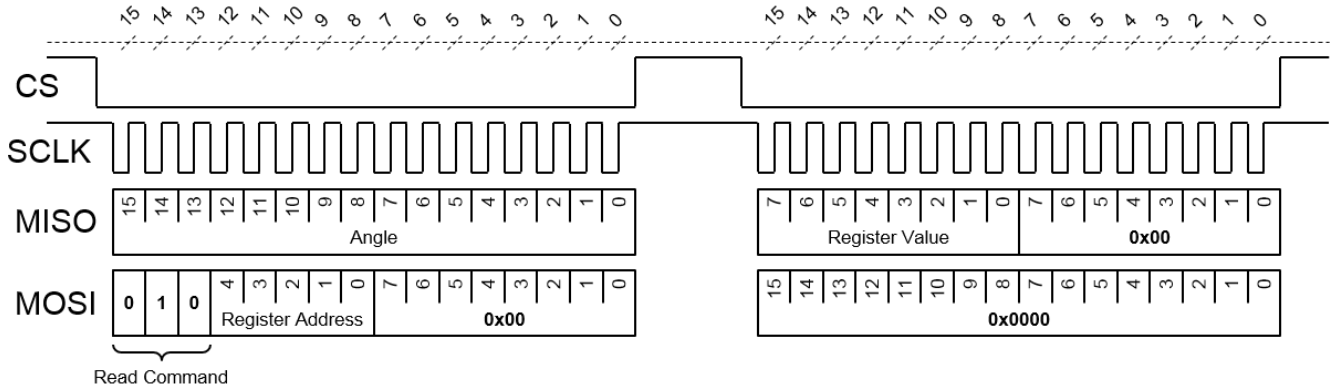 15 14 13 12 11 10 9 8 7 6 5 4 3 2 1 0 15 14 13 12 11 10 9 8 7 6 5 4 3 2 1 0
CS
SCLK
MISO 15 14 13 12 11 10 9 8 7 6 5 4 3 2 1 0 7 6 5 4 3 2 1 0 7 6 5 4 3 2 1 0
Angle Register Value 0x00
MOSI 0 1 0 4 3 2 1 0 7 6 5 4 3 2 1 0 15 14 13 12 11 10 9 8 7 6 5 4 3 2 1 0
Register Address 0x00 0x0000
Read Command